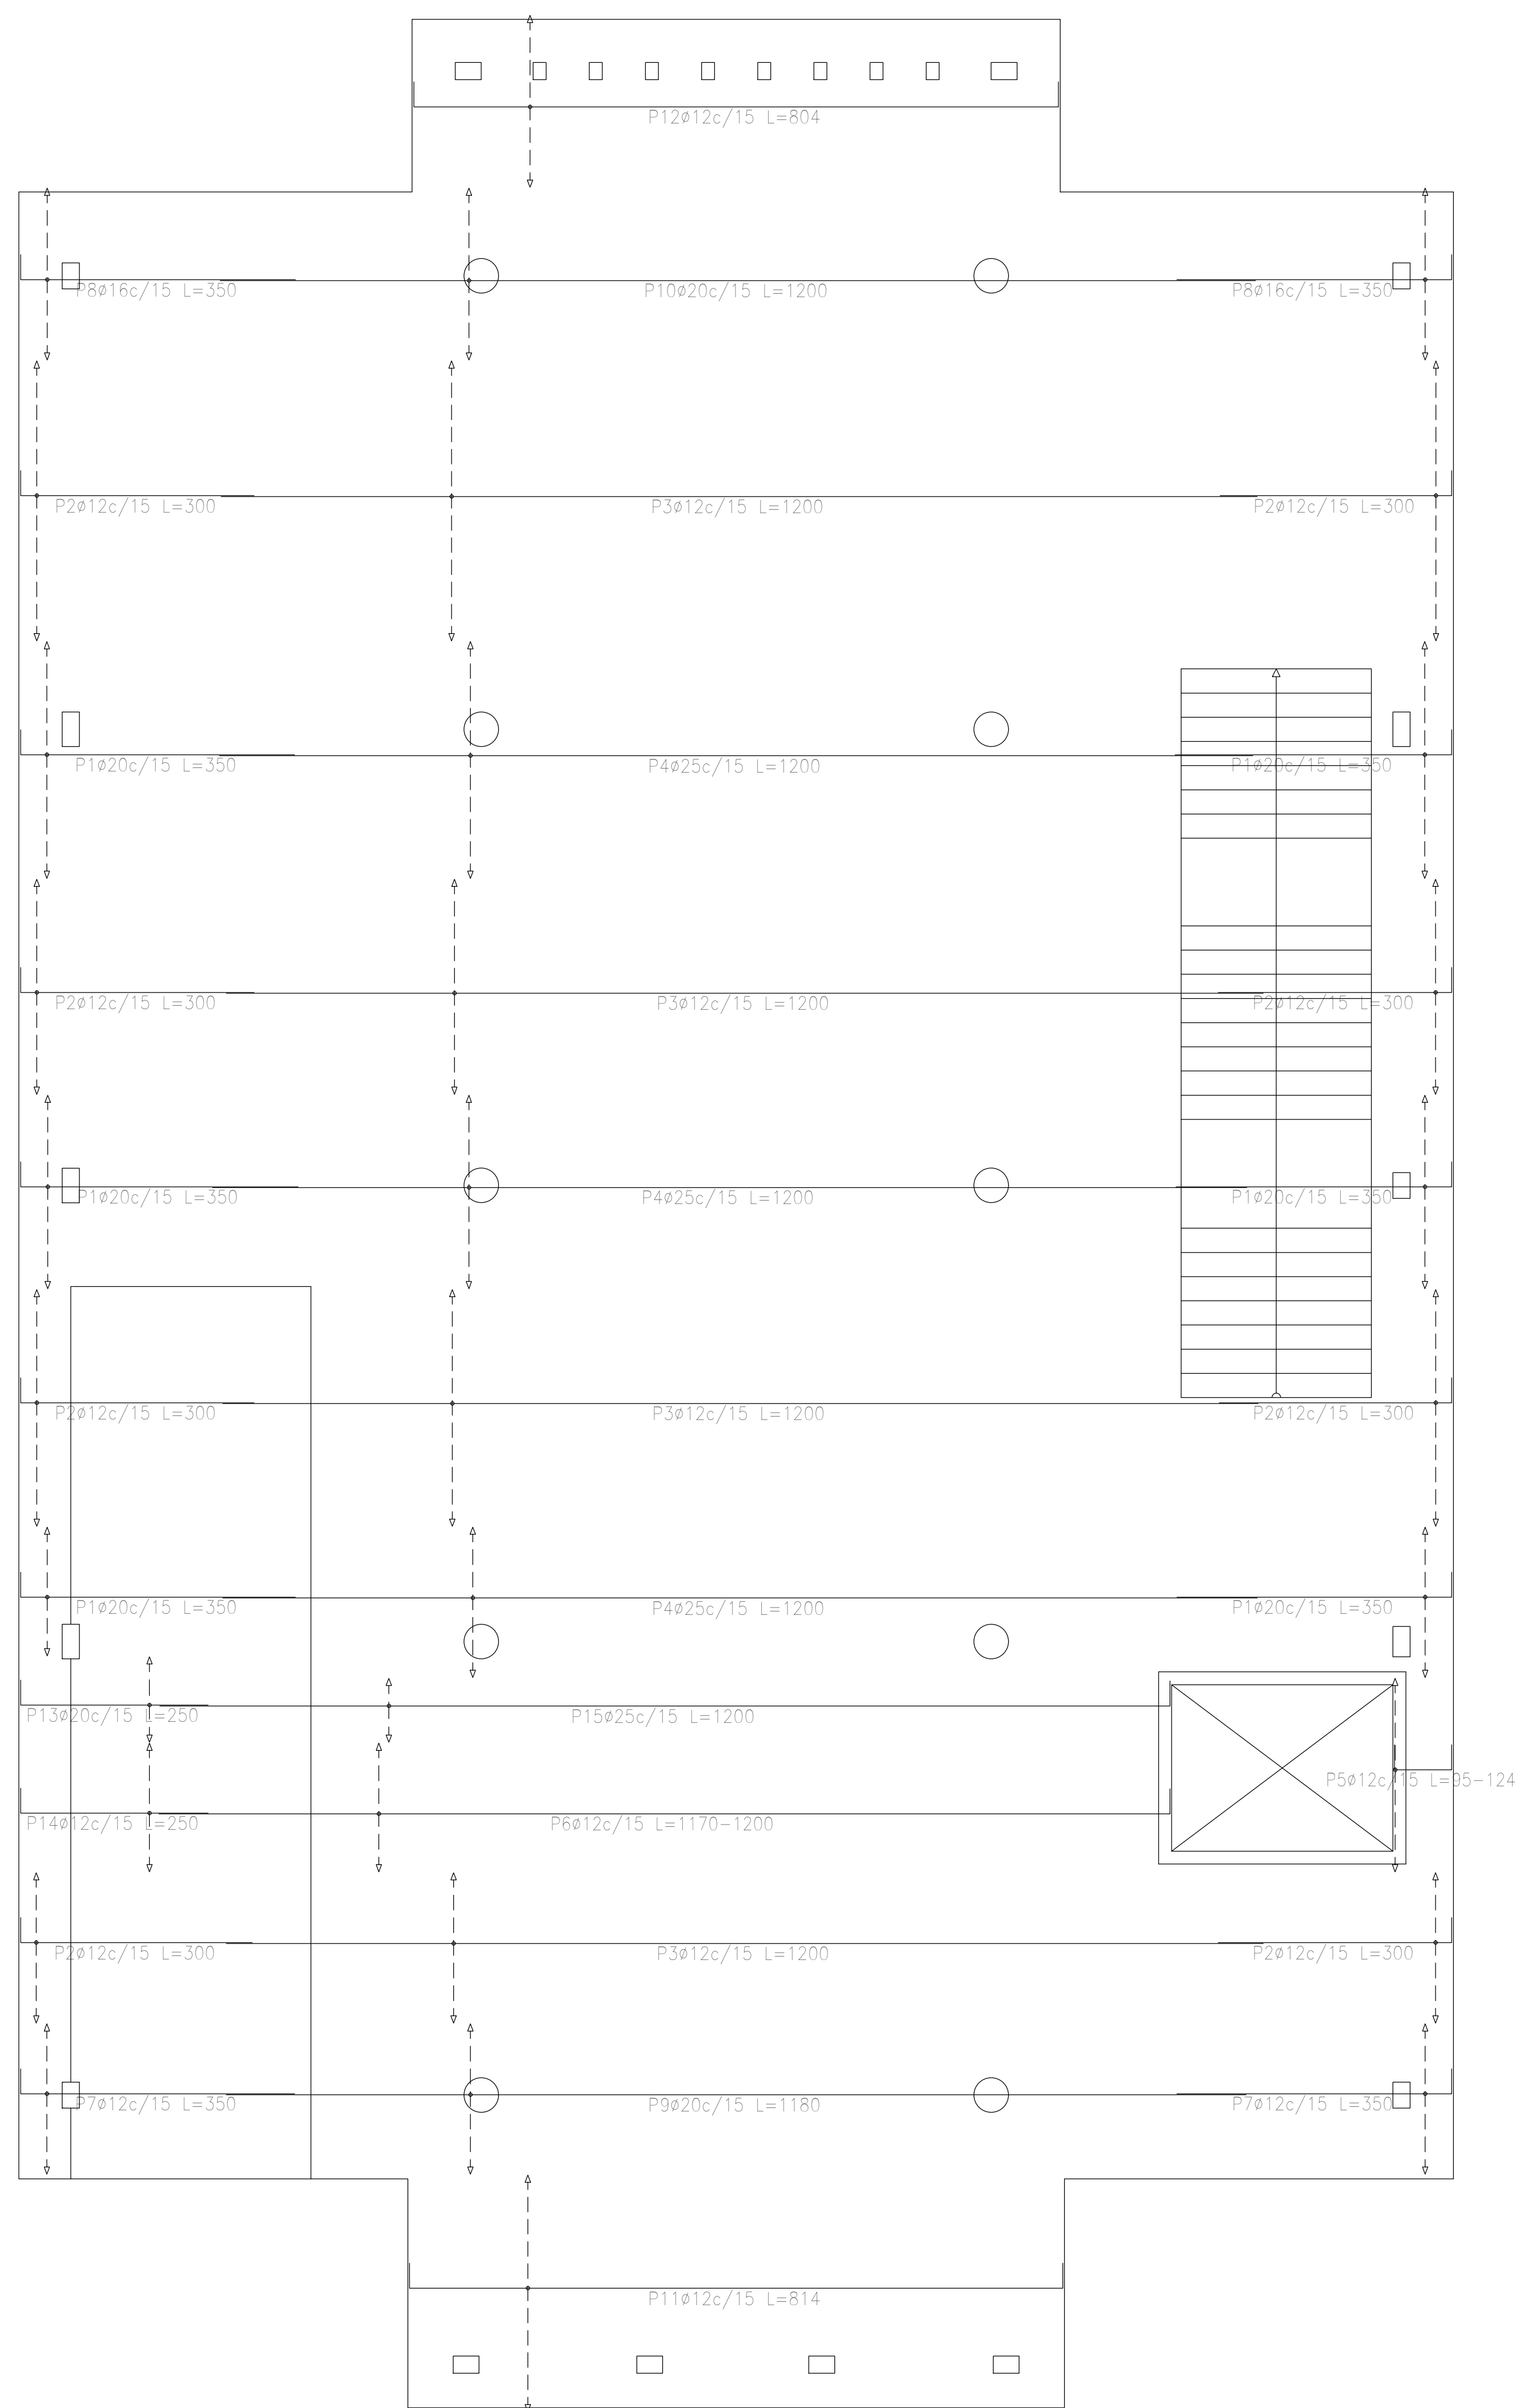 P12ø12c/15 L=804
P8ø16c/15 L=350 P10ø20c/15 L=1200 P8ø16c/15 L=350
P2ø12c/15 L=300 P3ø12c/15 L=1200 P2ø12c/15 L=300
P1ø20c/15 L=350 P4ø25c/15 L=1200 P1ø20c/15 L=350
P2ø12c/15 L=300 P3ø12c/15 L=1200 P2ø12c/15 L=300
P1ø20c/15 L=350 P4ø25c/15 L=1200 P1ø20c/15 L=350
P2ø12c/15 L=300 P3ø12c/15 L=1200 P2ø12c/15 L=300
P1ø20c/15 L=350 P4ø25c/15 L=1200 P1ø20c/15 L=350
P13ø20c/15 L=250 P15ø25c/15 L=1200
P5ø12c/15 L=95-124
P14ø12c/15 L=250 P6ø12c/15 L=1170-1200
P2ø12c/15 L=300 P3ø12c/15 L=1200 P2ø12c/15 L=300
P7ø12c/15 L=350 P9ø20c/15 L=1180 P7ø12c/15 L=350
P11ø12c/15 L=814